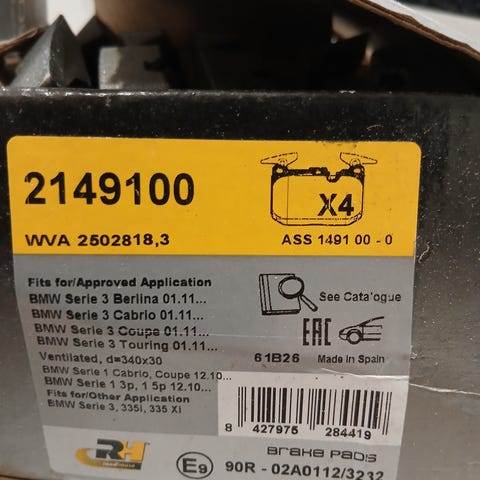 2149100
X4
WVA 2502818,3
ASS 1491 00 - 0
Fits for/Approved Application
BMW Serie 3 Berlina 01.11...
BMW Serie 3 Cabrio 01.11...
BMW Serie 3 Coupe 01.11...
BMW Serie 3 Touring 01.11...
Ventilated, d=340x30
BMW Serie 1 Cabrio, Coupe 12.10...
BMW Serie 1 3p, 1 5p 12.10...
Fits for/Other Application
BMW Serie 3, 335i, 335 Xi
See Catalogue
EAC
61B26
Made in Spain
8 427975 284419
RH
roadhouse
Brake Pads
E9
90R - 02A0112/3232